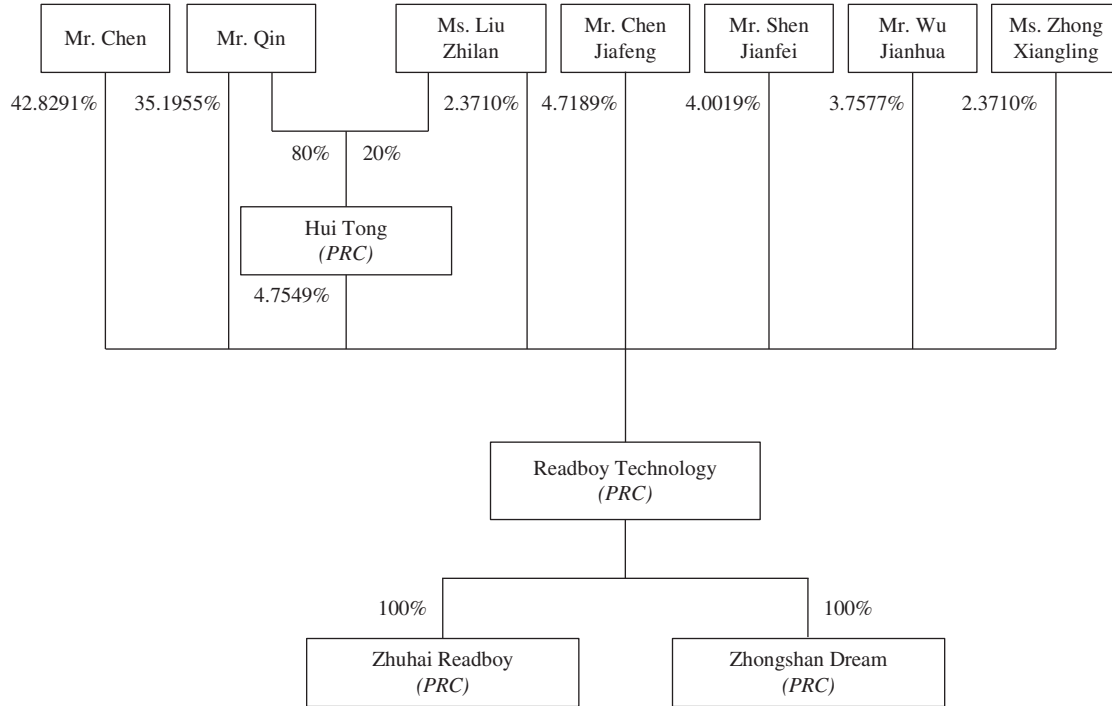 Mr. Chen
Mr. Qin
Ms. Liu
Zhilan
Mr. Chen
Jiafeng
Mr. Shen
Jianfei
Mr. Wu
Jianhua
Ms. Zhong
Xiangling
42.8291%
35.1955%
2.3710%
4.7189%
4.0019%
3.7577%
2.3710%
80%
20%
Hui Tong
(PRC)
4.7549%
Readboy Technology
(PRC)
100%
100%
Zhuhai Readboy
(PRC)
Zhongshan Dream
(PRC)